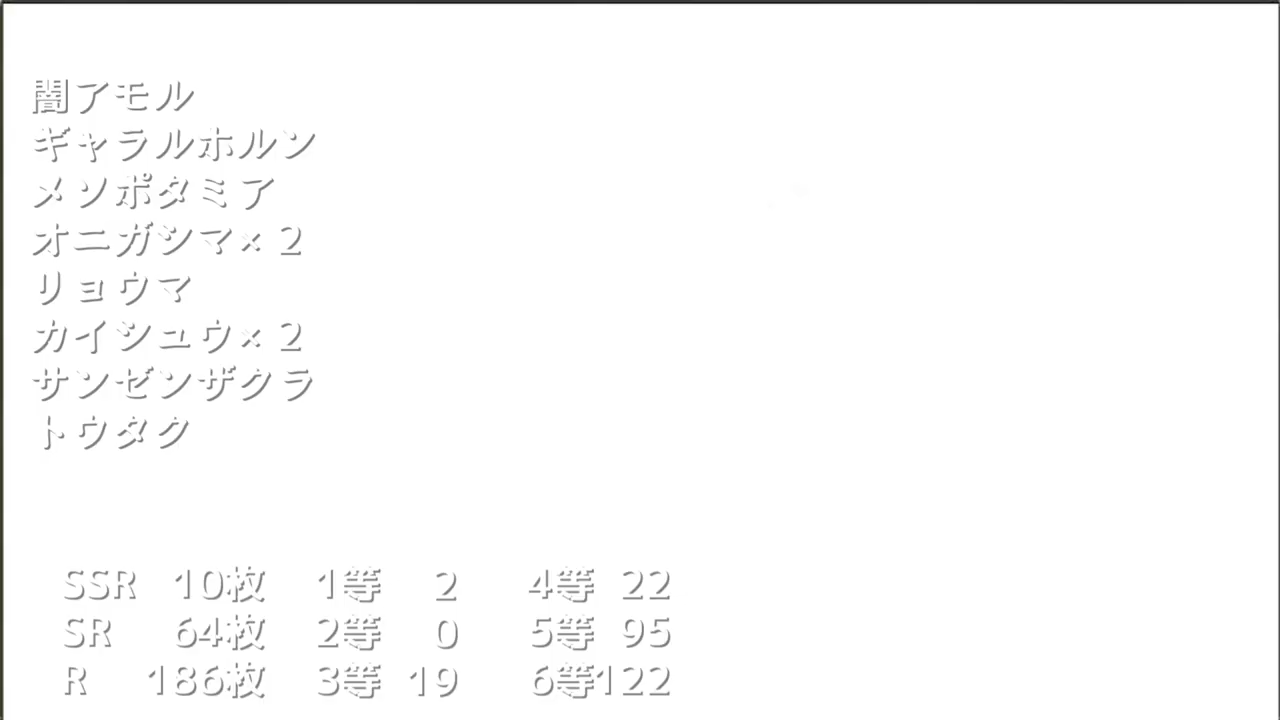 闇アモル
ギャラルホルン
メソポタミア
オニガシマ×２
リョウマ
カイシュウ×２
サンゼンザクラ
トウタク
SSR 10枚 1等 2 4等 22
SR 64枚 2等 0 5等 95
R 186枚 3等 19 6等122